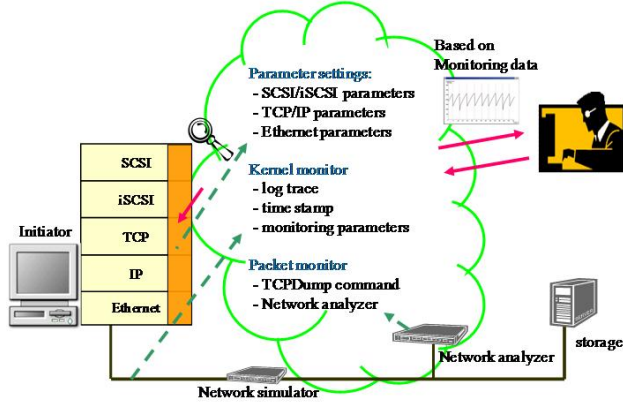 Based on
Monitoring data
Parameter settings:
- SCSI/iSCSI parameters
- TCP/IP parameters
- Ethernet parameters
Kernel monitor
- log trace
- time stamp
- monitoring parameters
Packet monitor
- TCPDump command
- Network analyzer
SCSI
iSCSI
TCP
IP
Ethernet
Initiator
Network simulator
Network analyzer
storage